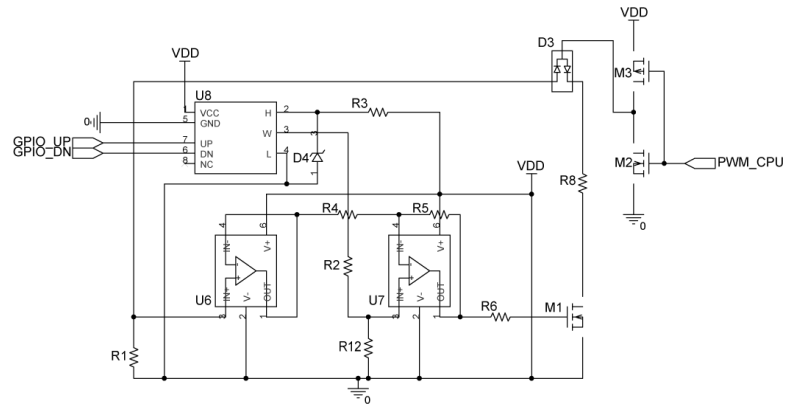 VDD
D3
VDD
M3
U8
1
VCC
5
GND
0
H
2
R3
W
3
GPIO_UP
7
UP
GPIO_DN
6
DN
8
NC
L
4
3
D4
1
M2
PWM_CPU
VDD
R8
0
R4
R5
4
6
IN-
V+
4
6
IN-
V+
R2
U6
IN+
V-
OUT
3
2
1
U7
IN+
V-
OUT
3
2
1
R6
M1
R1
R12
0